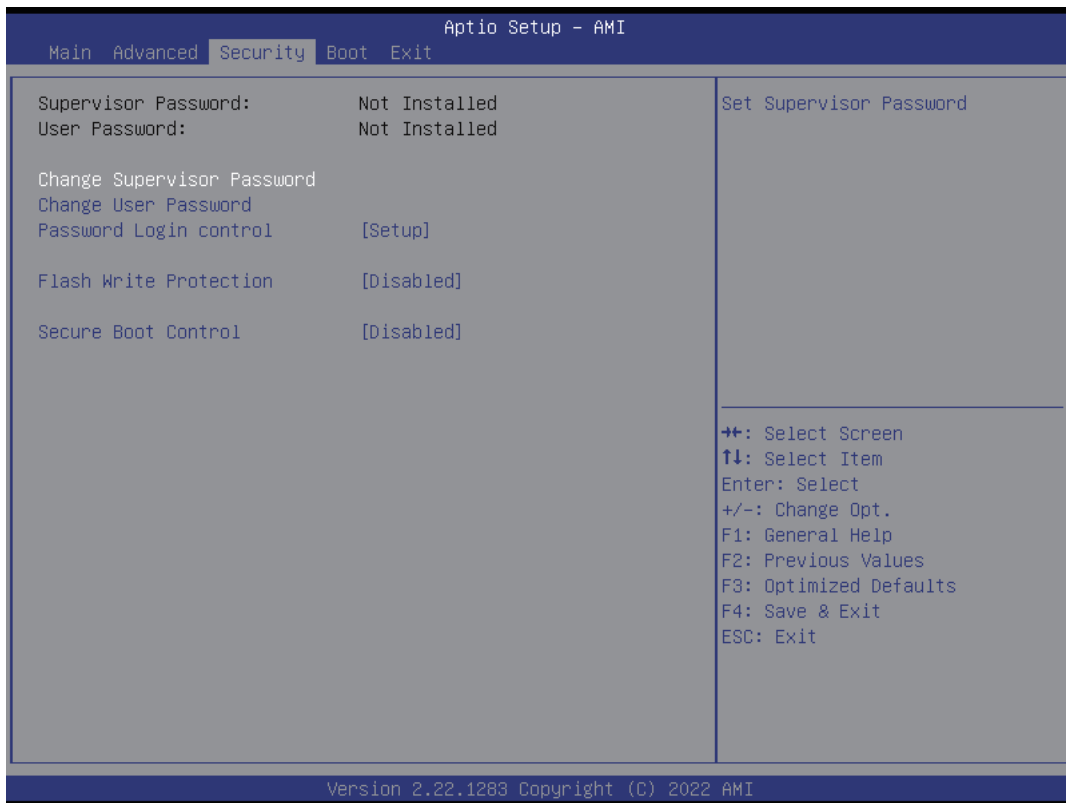 Aptio Setup – AMI
Main Advanced Security Boot Exit
Supervisor Password: Not Installed
User Password: Not Installed
Change Supervisor Password
Change User Password
Password Login control [Setup]
Flash Write Protection [Disabled]
Secure Boot Control [Disabled]
Set Supervisor Password
→←: Select Screen
↑↓: Select Item
Enter: Select
+/-: Change Opt.
F1: General Help
F2: Previous Values
F3: Optimized Defaults
F4: Save & Exit
ESC: Exit
Version 2.22.1283 Copyright (C) 2022 AMI